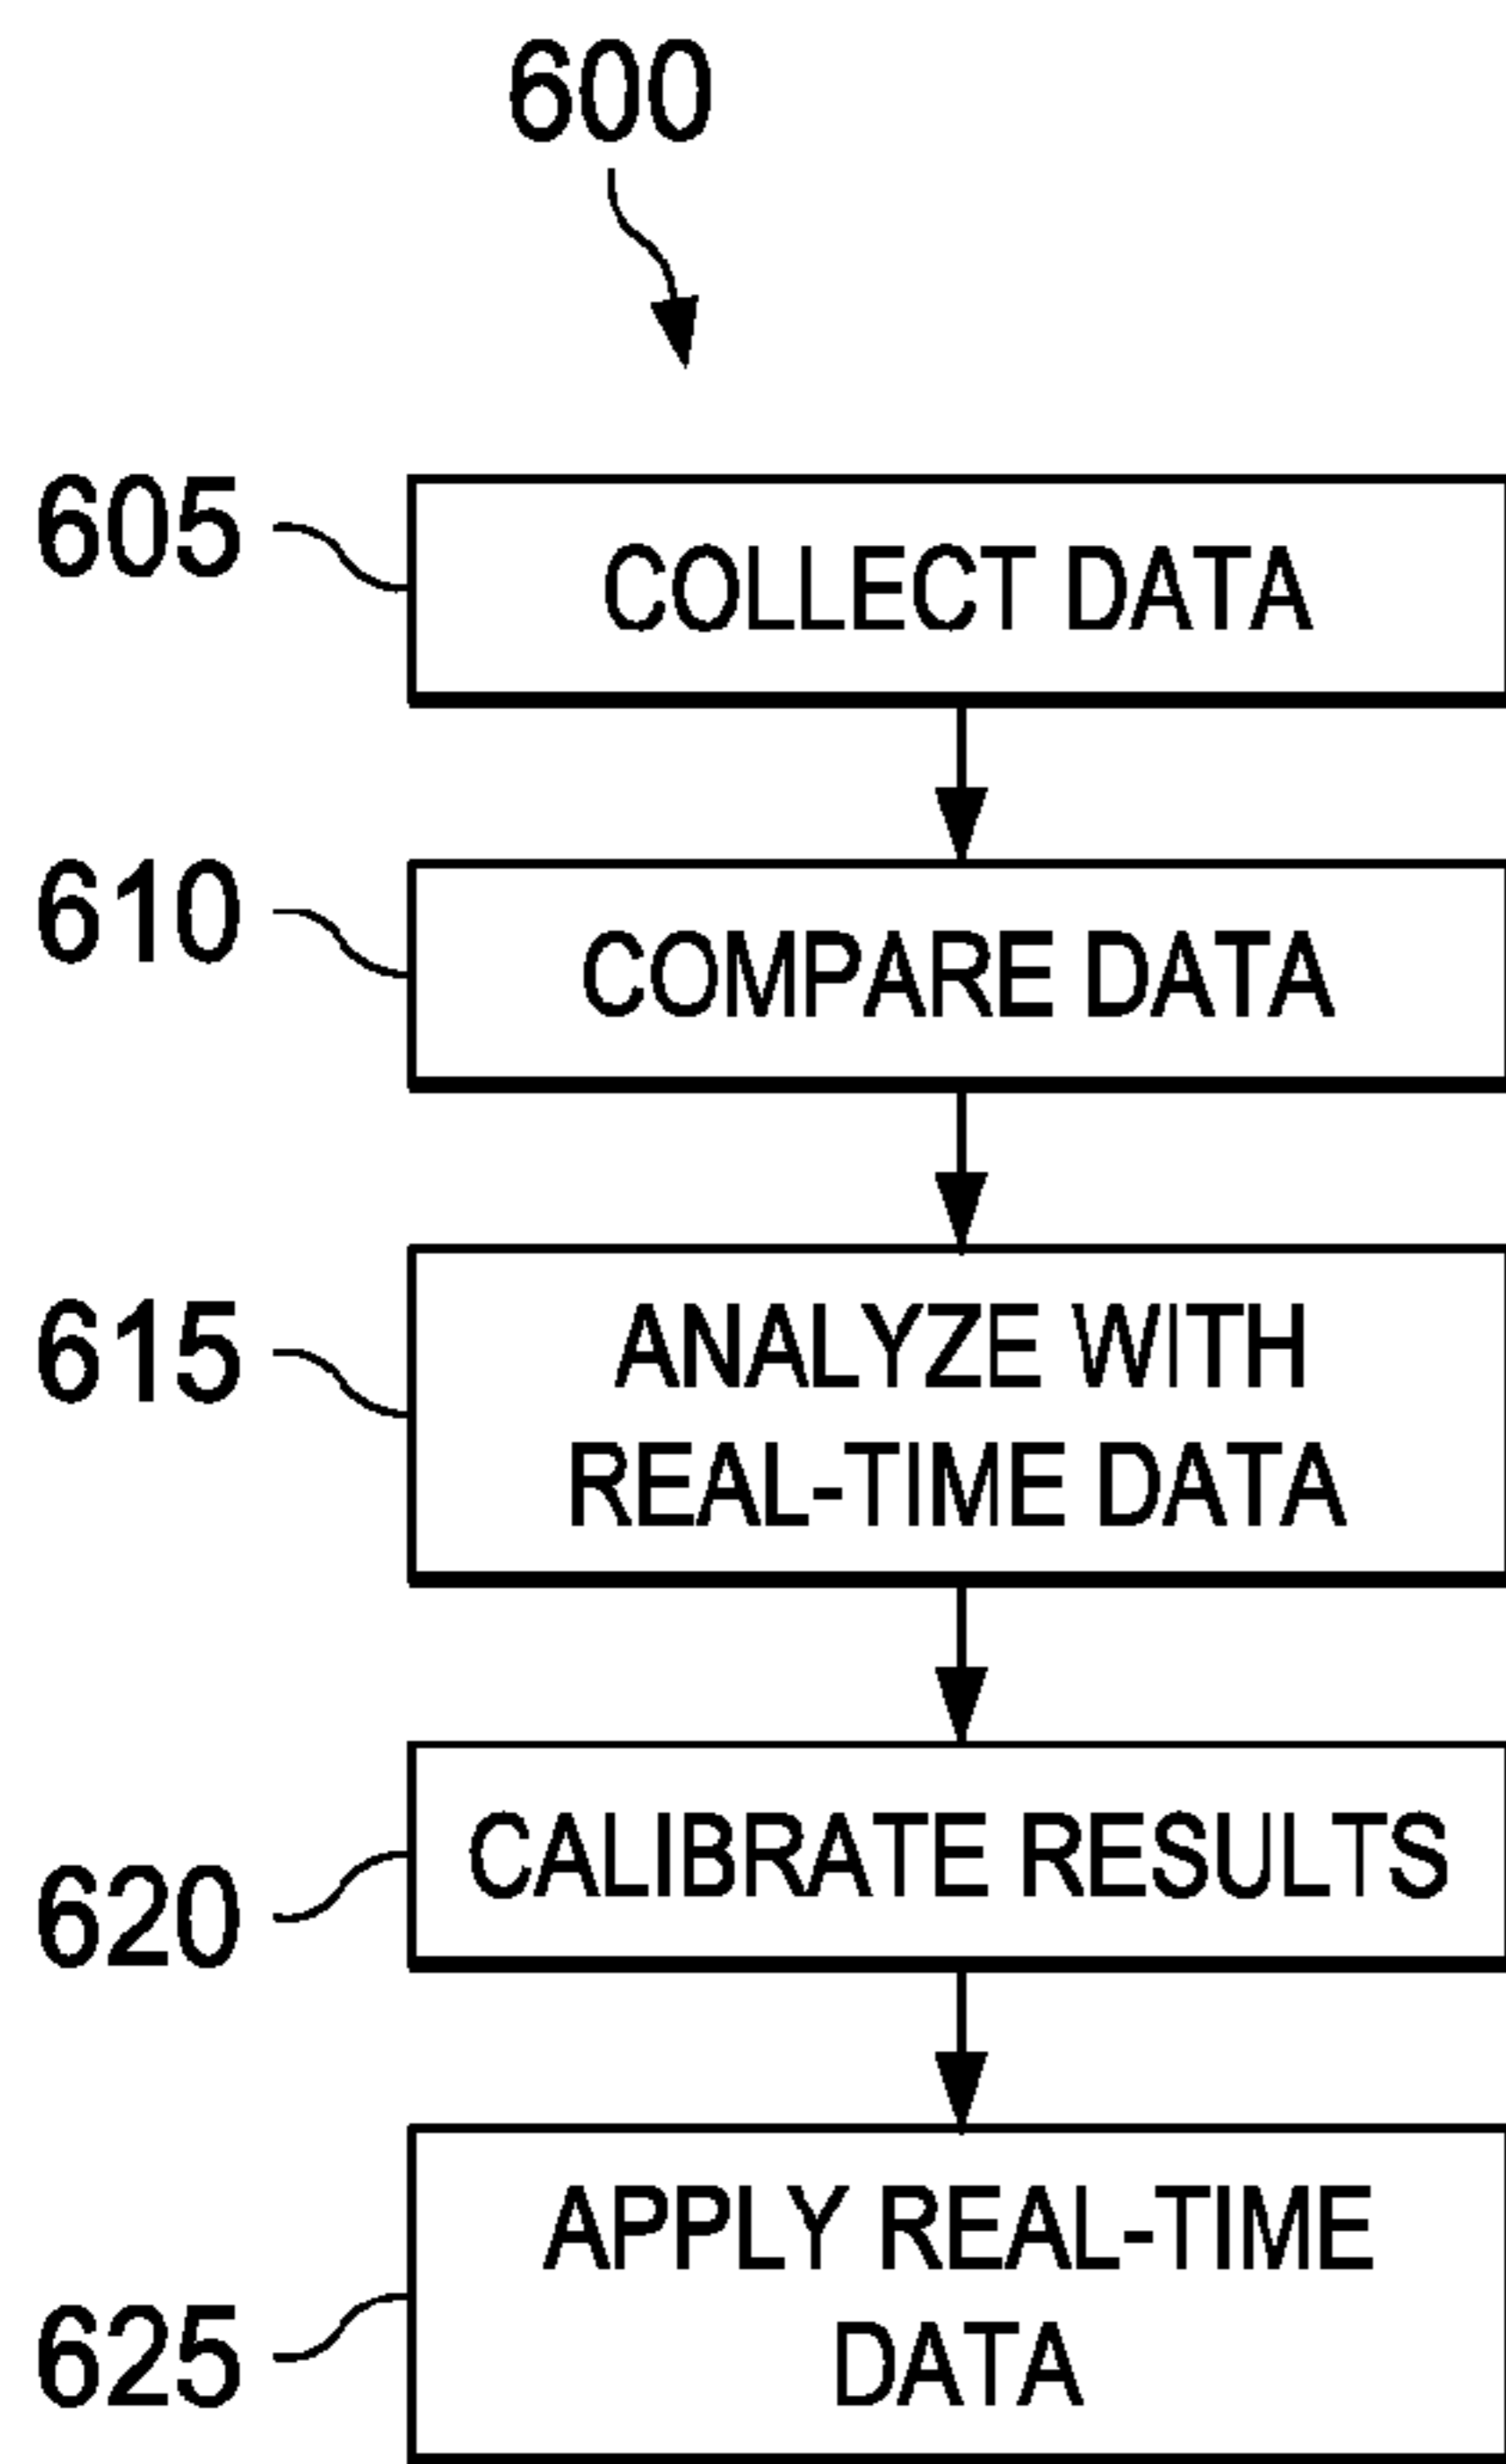 600
605
COLLECT DATA
610
COMPARE DATA
615
ANALYZE WITH
REAL-TIME DATA
620
CALIBRATE RESULTS
625
APPLY REAL-TIME
DATA